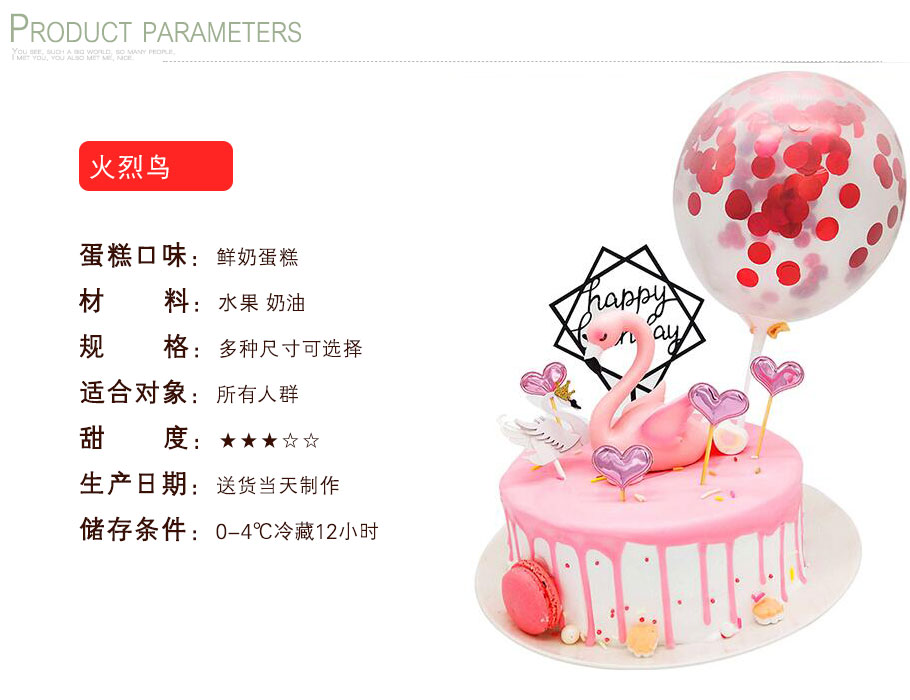 PRODUCT PARAMETERS
YOU SEE, SUCH A BIG WORLD, SO MANY PEOPLE.
I MET YOU, YOU ALSO MET ME, NICE.
火烈鸟
蛋糕口味：鲜奶蛋糕
材 料：水果 奶油
规 格：多种尺寸可选择
适合对象：所有人群
甜 度：★★★☆☆
生产日期：送货当天制作
储存条件：0-4℃冷藏12小时
happy
birthday